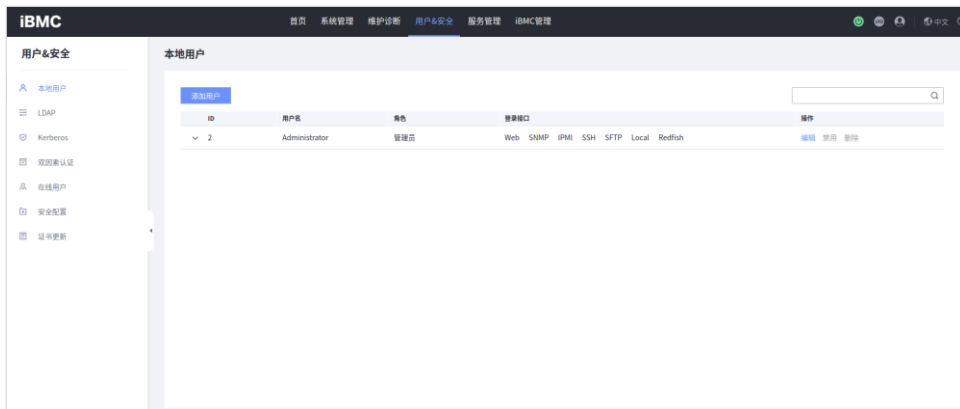 iBMC 首页 系统管理 维护诊断 用户&安全 服务管理 iBMC管理 中文
用户&安全
本地用户
LDAP
Kerberos
双因素认证
在线用户
安全配置
证书更新
本地用户
添加用户
ID 用户名 角色 登录接口 操作
2 Administrator 管理员 Web SNMP IPMI SSH SFTP Local Redfish 编辑 禁用 删除